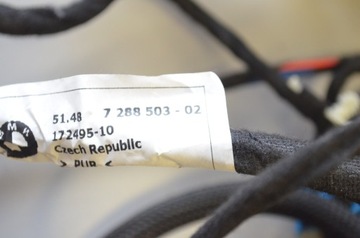 51.48 7 288 503 - 02
172495-10
Czech Republic
> PUR <